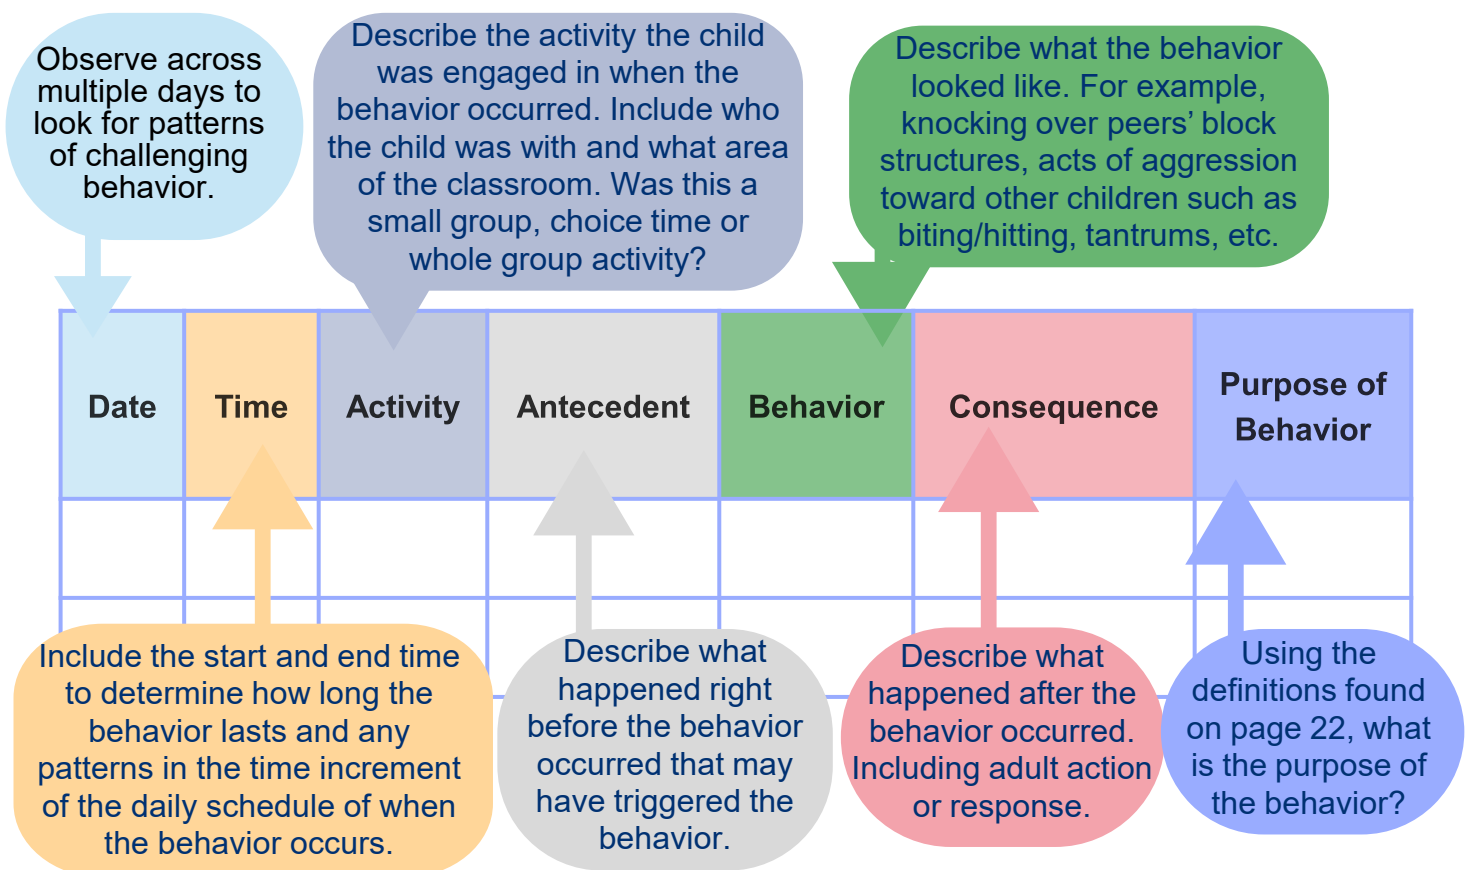 Observe across
multiple days to
look for patterns
of challenging
behavior.
Describe the activity the child
was engaged in when the
behavior occurred. Include who
the child was with and what area
of the classroom. Was this a
small group, choice time or
whole group activity?
Describe what the behavior
looked like. For example,
knocking over peers’ block
structures, acts of aggression
toward other children such as
biting/hitting, tantrums, etc.
Date
Time
Activity
Antecedent
Behavior
Consequence
Purpose of
Behavior
Include the start and end time
to determine how long the
behavior lasts and any
patterns in the time increment
of the daily schedule of when
the behavior occurs.
Describe what
happened right
before the behavior
occurred that may
have triggered the
behavior.
Describe what
happened after the
behavior occurred.
Including adult action
or response.
Using the
definitions found
on page 22, what
is the purpose of
the behavior?